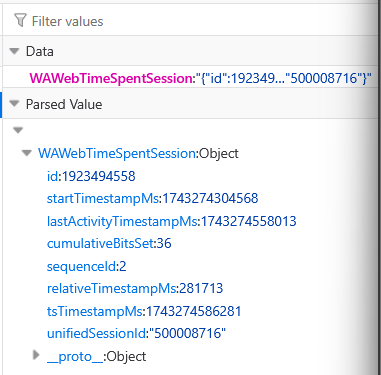 Filter values
Data
WAWebTimeSpentSession:"{"id":192349..."500008716"}"
Parsed Value
WAWebTimeSpentSession:Object
id:1923494558
startTimestampMs:1743274304568
lastActivityTimestampMs:1743274558013
cumulativeBitsSet:36
sequenceId:2
relativeTimestampMs:281713
tsTimestampMs:1743274586281
unifiedSessionId:"500008716"
__proto__:Object